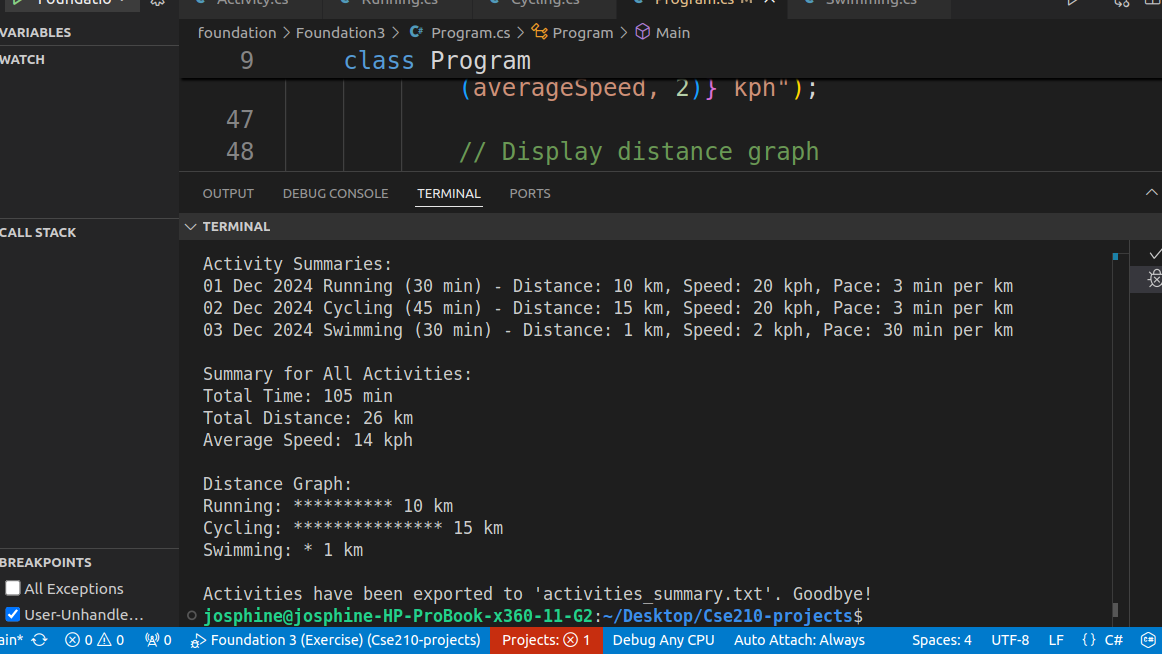 Foundatio
Activity.cs
Running.cs
Cycling.cs
Program.cs M
Swimming.cs
VARIABLES
WATCH
CALL STACK
BREAKPOINTS
All Exceptions
User-Unhandle...
foundation > Foundation3 > Program.cs > Program > Main
9 class Program
(averageSpeed, 2)} kph");
47
48 // Display distance graph
OUTPUT DEBUG CONSOLE TERMINAL PORTS
TERMINAL
Activity Summaries:
01 Dec 2024 Running (30 min) - Distance: 10 km, Speed: 20 kph, Pace: 3 min per km
02 Dec 2024 Cycling (45 min) - Distance: 15 km, Speed: 20 kph, Pace: 3 min per km
03 Dec 2024 Swimming (30 min) - Distance: 1 km, Speed: 2 kph, Pace: 30 min per km
Summary for All Activities:
Total Time: 105 min
Total Distance: 26 km
Average Speed: 14 kph
Distance Graph:
Running: ********** 10 km
Cycling: *************** 15 km
Swimming: * 1 km
Activities have been exported to 'activities_summary.txt'. Goodbye!
josphine@josphine-HP-ProBook-x360-11-G2:~/Desktop/Cse210-projects$
ain* 0 0 0 Foundation 3 (Exercise) (Cse210-projects) Projects: 1 Debug Any CPU Auto Attach: Always Spaces: 4 UTF-8 LF {} C#